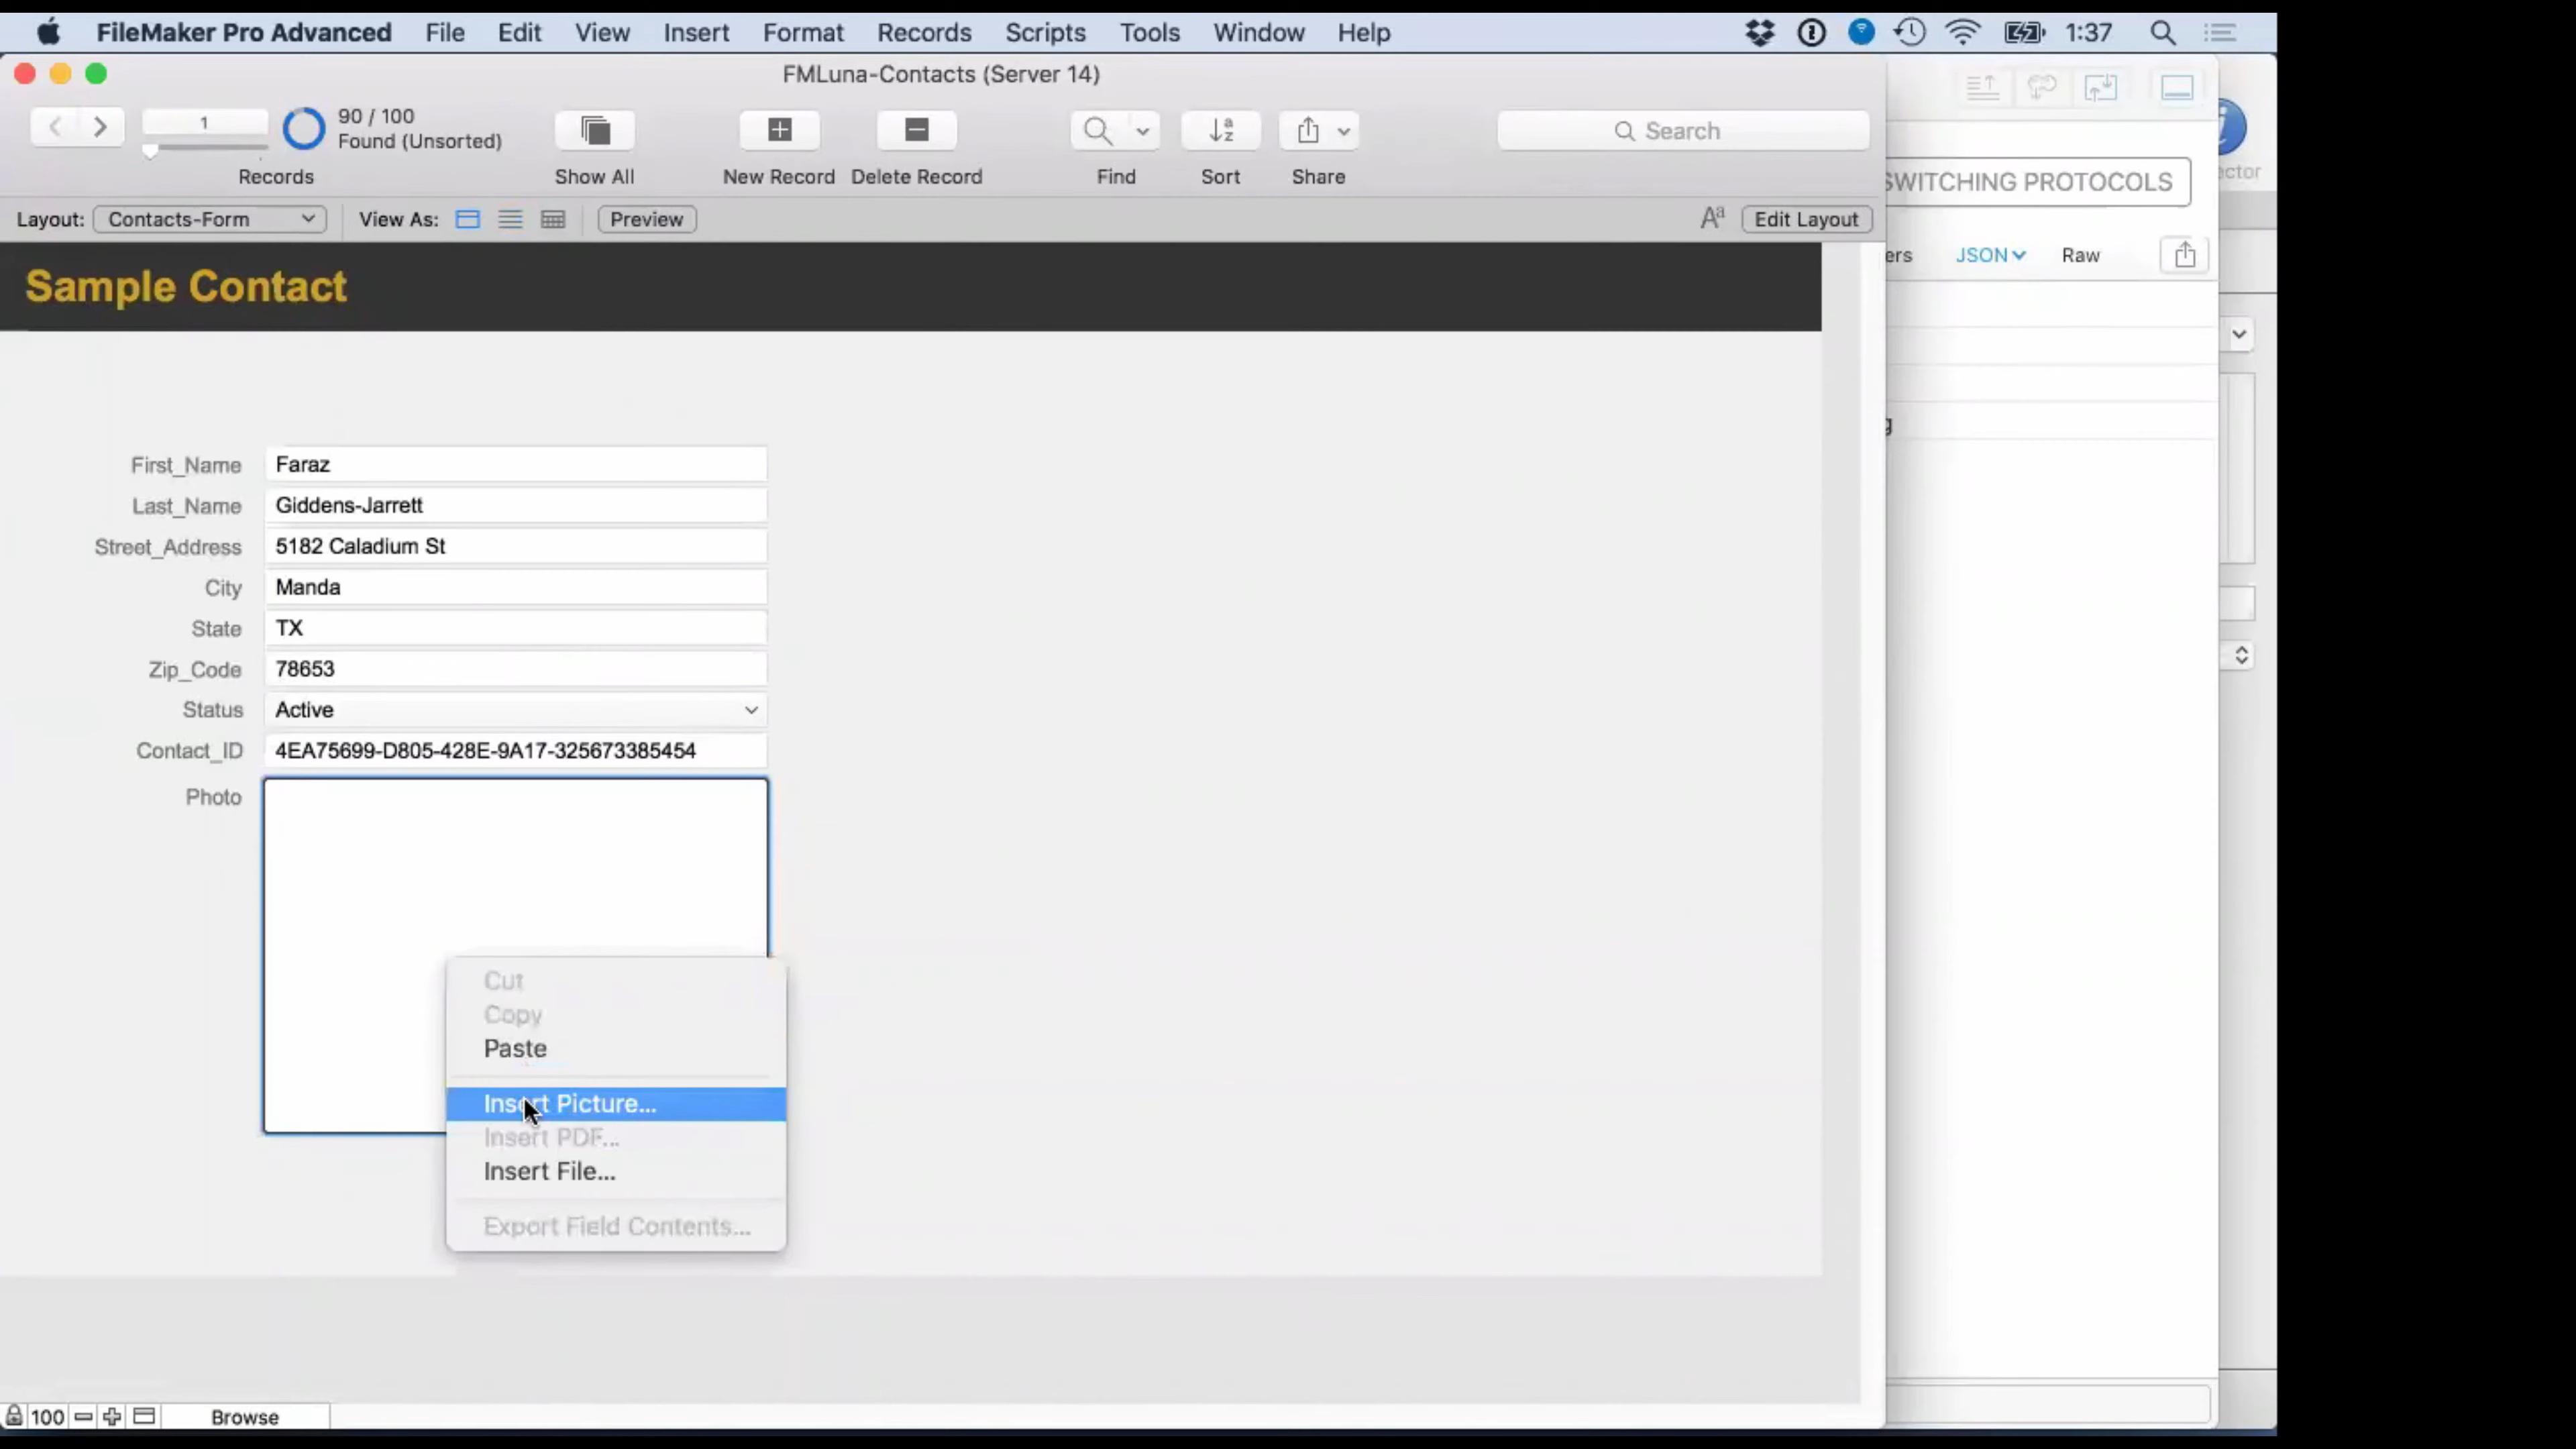 FileMaker Pro Advanced File Edit View Insert Format Records Scripts Tools Window Help 1:37
FMLuna-Contacts (Server 14)
1
90 / 100
Found (Unsorted)
Records
Show All
New Record
Delete Record
Find
Sort
Share
Search
Layout: Contacts-Form
View As:
Preview
Aa
Edit Layout
Sample Contact
First_Name Faraz
Last_Name Giddens-Jarrett
Street_Address 5182 Caladium St
City Manda
State TX
Zip_Code 78653
Status Active
Contact_ID 4EA75699-D805-428E-9A17-325673385454
Photo
Cut
Copy
Paste
Insert Picture...
Insert PDF...
Insert File...
Export Field Contents...
100
Browse
SWITCHING PROTOCOLS
ers JSON Raw
ector